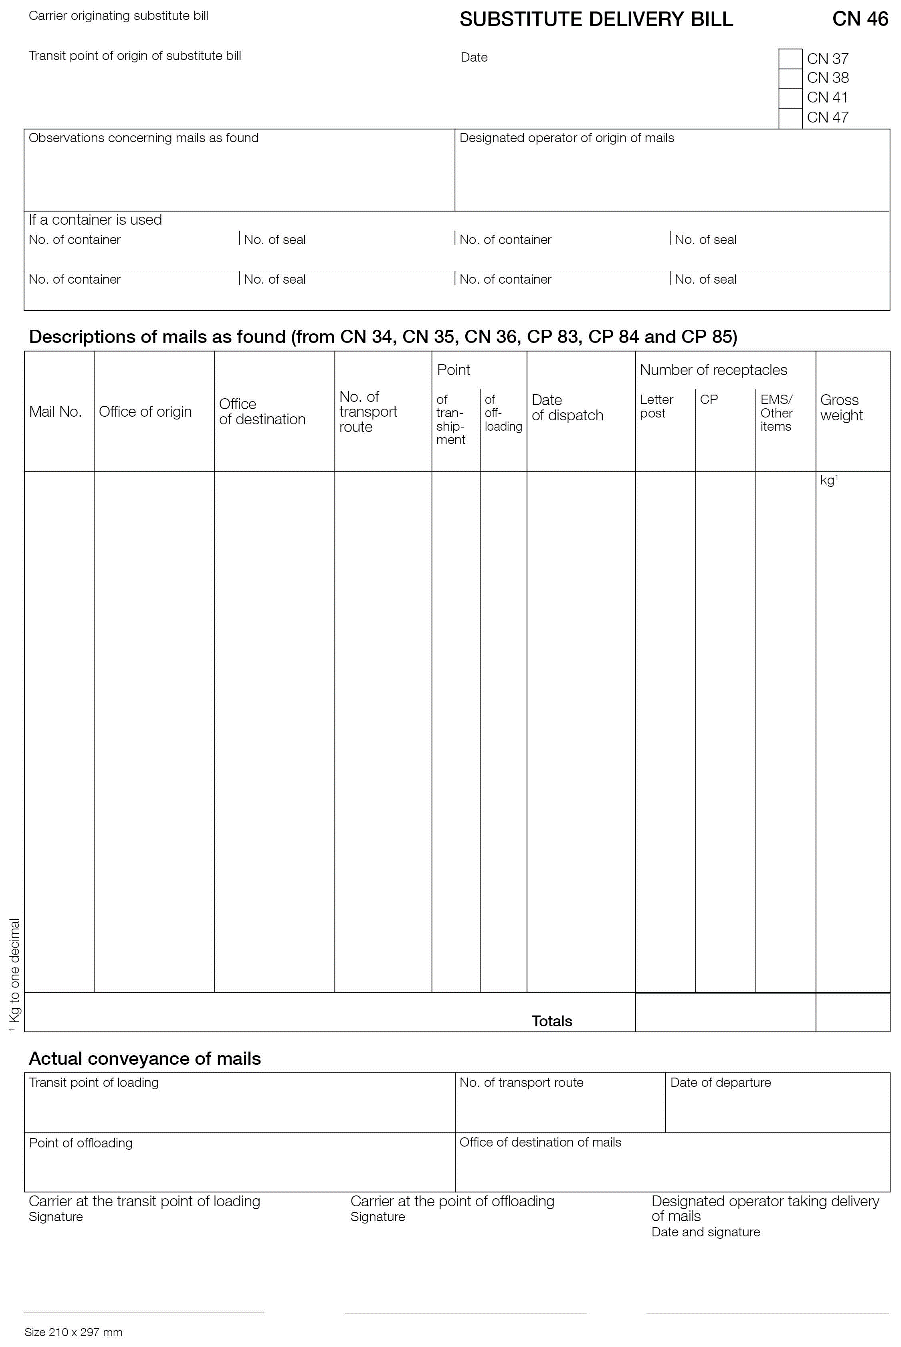 Carrier originating substitute bill
SUBSTITUTE DELIVERY BILL
CN 46
Transit point of origin of substitute bill
Date
CN 37
CN 38
CN 41
CN 47
Observations concerning mails as found
Designated operator of origin of mails
If a container is used
No. of container
No. of seal
No. of container
No. of seal
No. of container
No. of seal
No. of container
No. of seal
Descriptions of mails as found (from CN 34, CN 35, CN 36, CP 83, CP 84 and CP 85)
Mail No.
Office of origin
Office
of destination
No. of
transport
route
Point
of
tran-
ship-
ment
of
off-
loading
Date
of dispatch
Number of receptacles
Letter
post
CP
EMS/
Other
items
Gross
weight
kg¹
¹ Kg to one decimal
Totals
Actual conveyance of mails
Transit point of loading
No. of transport route
Date of departure
Point of offloading
Office of destination of mails
Carrier at the transit point of loading
Signature
Carrier at the point of offloading
Signature
Designated operator taking delivery
of mails
Date and signature
Size 210 x 297 mm